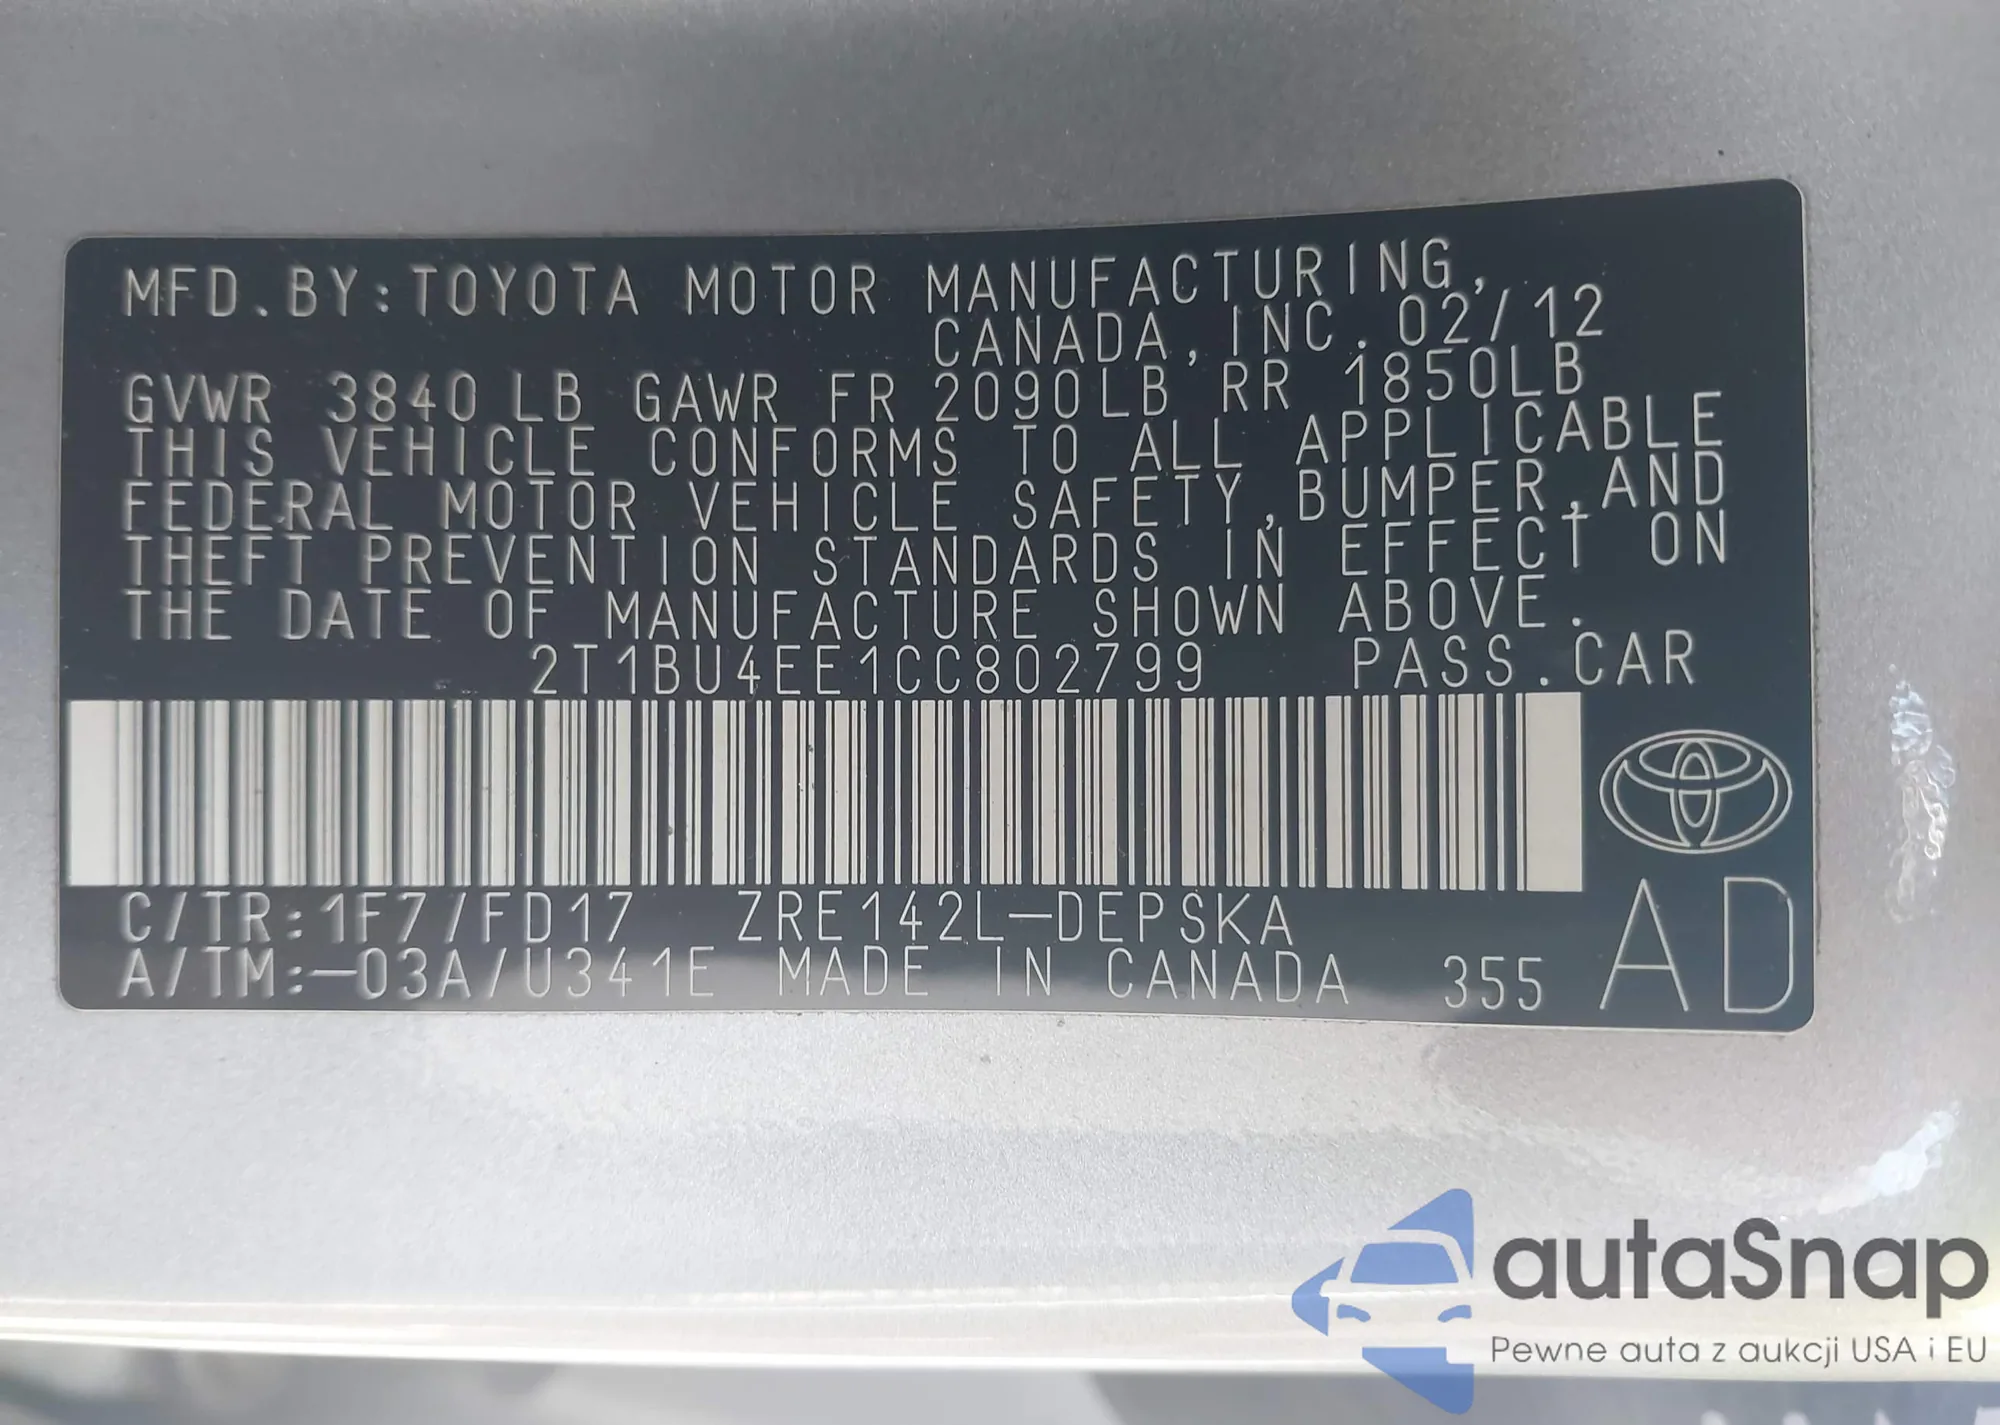 MFD.BY:TOYOTA MOTOR MANUFACTURING,
CANADA,INC.02/12
GVWR 3840LB GAWR FR 2090LB RR 1850LB
THIS VEHICLE CONFORMS TO ALL APPLICABLE
FEDERAL MOTOR VEHICLE SAFETY,BUMPER,AND
THEFT PREVENTION STANDARDS IN EFFECT ON
THE DATE OF MANUFACTURE SHOWN ABOVE.
2T1BU4EE1CC802799 PASS.CAR
C/TR:1F7/FD17 ZRE142L-DEPSKA
A/TM:-03A/U341E MADE IN CANADA 355
AD
autaSnap
Pewne auta z aukcji USA i EU